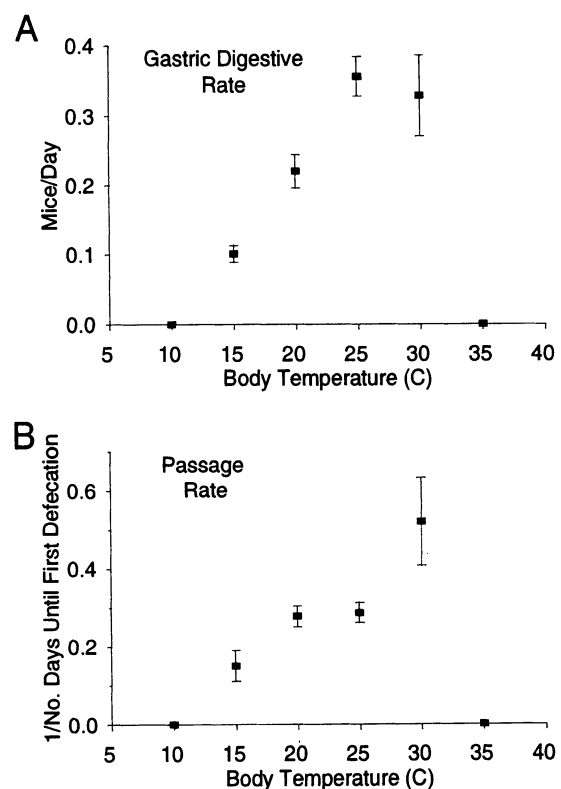 A
Gastric Digestive
Rate
Mice/Day
0.4
0.3
0.2
0.1
0.0
5 10 15 20 25 30 35 40
Body Temperature (C)
B
Passage
Rate
1/No. Days Until First Defecation
0.6
0.4
0.2
0.0
5 10 15 20 25 30 35 40
Body Temperature (C)